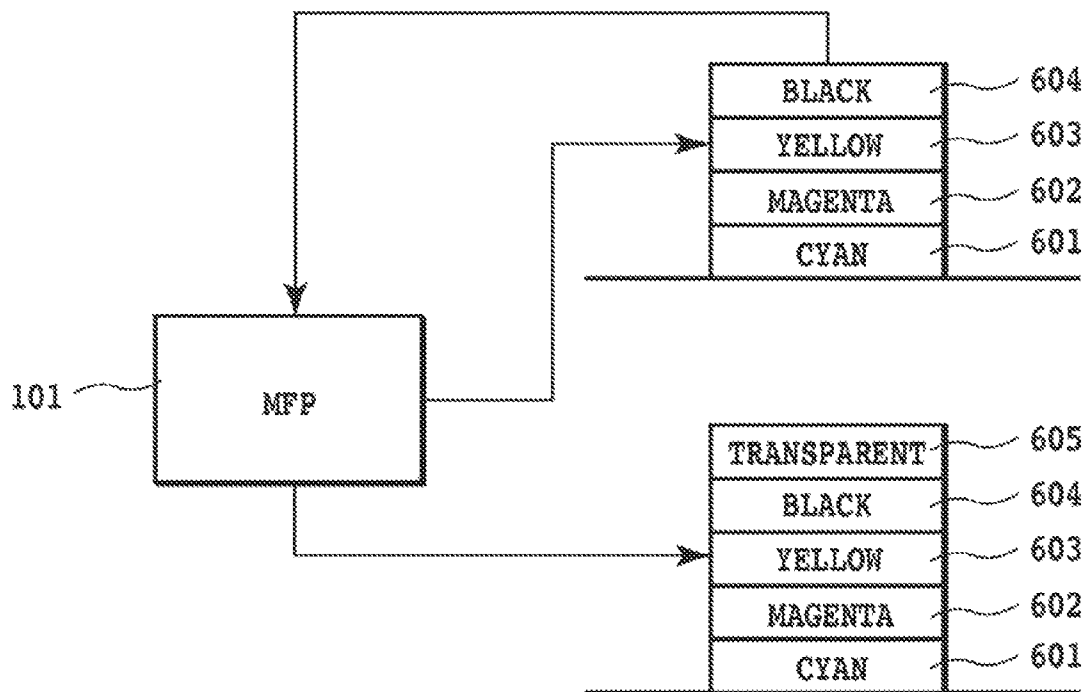 BLACK 604
YELLOW 603
MAGENTA 602
CYAN 601
101 MFP
TRANSPARENT 605
BLACK 604
YELLOW 603
MAGENTA 602
CYAN 601